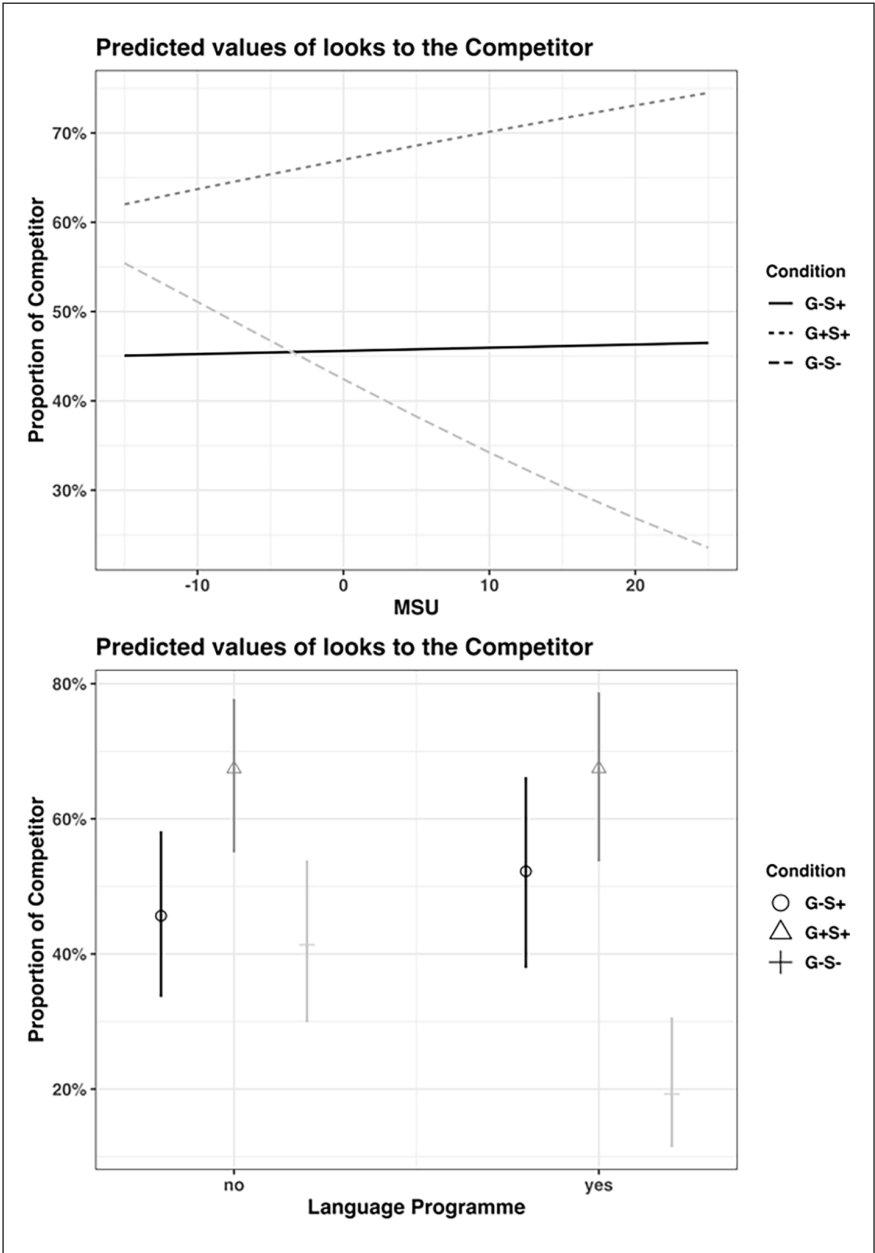 Predicted values of looks to the Competitor
70%
60%
50%
40%
30%
Proportion of Competitor
-10 0 10 20
MSU
Condition
G-S+
G+S+
G-S-
Predicted values of looks to the Competitor
80%
60%
40%
20%
Proportion of Competitor
no yes
Language Programme
Condition
G-S+
G+S+
G-S-